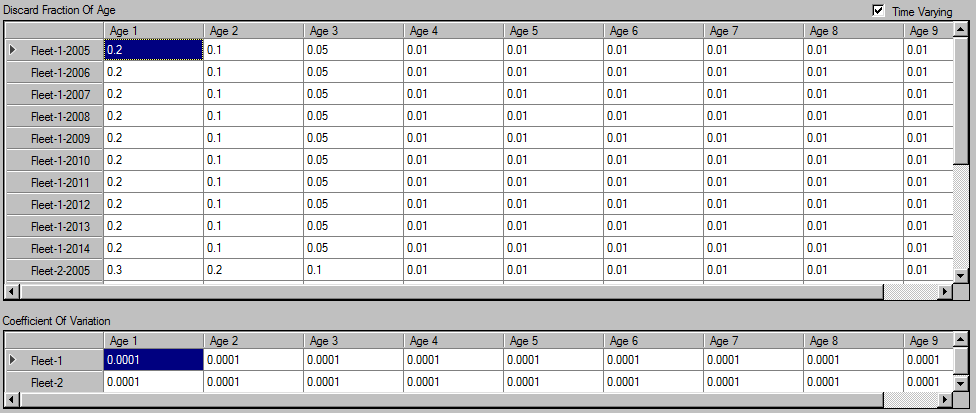 Discard Fraction Of Age Time Varying
Age 1 Age 2 Age 3 Age 4 Age 5 Age 6 Age 7 Age 8 Age 9
Fleet-1-2005 0.2 0.1 0.05 0.01 0.01 0.01 0.01 0.01 0.01
Fleet-1-2006 0.2 0.1 0.05 0.01 0.01 0.01 0.01 0.01 0.01
Fleet-1-2007 0.2 0.1 0.05 0.01 0.01 0.01 0.01 0.01 0.01
Fleet-1-2008 0.2 0.1 0.05 0.01 0.01 0.01 0.01 0.01 0.01
Fleet-1-2009 0.2 0.1 0.05 0.01 0.01 0.01 0.01 0.01 0.01
Fleet-1-2010 0.2 0.1 0.05 0.01 0.01 0.01 0.01 0.01 0.01
Fleet-1-2011 0.2 0.1 0.05 0.01 0.01 0.01 0.01 0.01 0.01
Fleet-1-2012 0.2 0.1 0.05 0.01 0.01 0.01 0.01 0.01 0.01
Fleet-1-2013 0.2 0.1 0.05 0.01 0.01 0.01 0.01 0.01 0.01
Fleet-1-2014 0.2 0.1 0.05 0.01 0.01 0.01 0.01 0.01 0.01
Fleet-2-2005 0.3 0.2 0.1 0.01 0.01 0.01 0.01 0.01 0.01
Coefficient Of Variation
Age 1 Age 2 Age 3 Age 4 Age 5 Age 6 Age 7 Age 8 Age 9
Fleet-1 0.0001 0.0001 0.0001 0.0001 0.0001 0.0001 0.0001 0.0001 0.0001
Fleet-2 0.0001 0.0001 0.0001 0.0001 0.0001 0.0001 0.0001 0.0001 0.0001